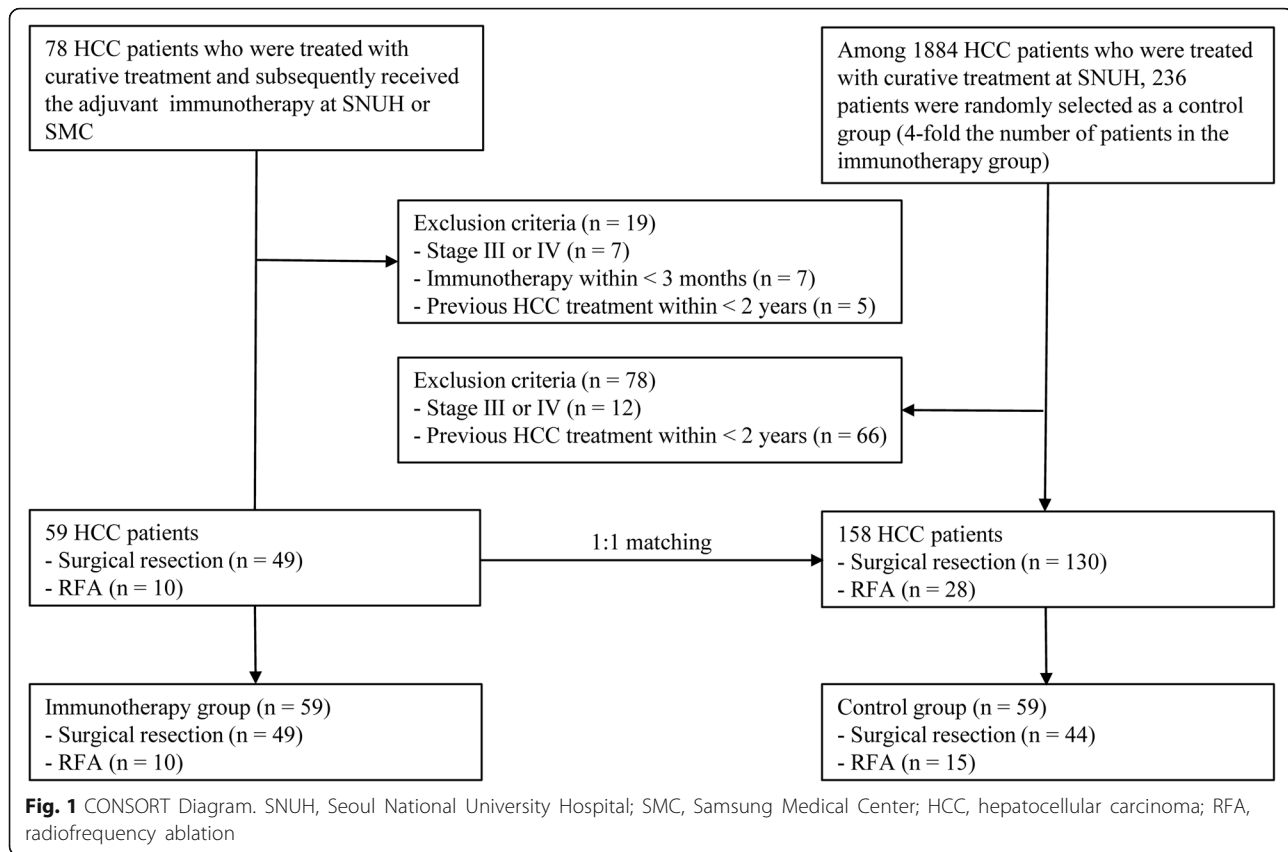 78 HCC patients who were treated with
curative treatment and subsequently received
the adjuvant immunotherapy at SNUH or
SMC
Among 1884 HCC patients who were treated
with curative treatment at SNUH, 236
patients were randomly selected as a control
group (4-fold the number of patients in the
immunotherapy group)
Exclusion criteria (n = 19)
- Stage III or IV (n = 7)
- Immunotherapy within < 3 months (n = 7)
- Previous HCC treatment within < 2 years (n = 5)
Exclusion criteria (n = 78)
- Stage III or IV (n = 12)
- Previous HCC treatment within < 2 years (n = 66)
59 HCC patients
- Surgical resection (n = 49)
- RFA (n = 10)
1:1 matching
158 HCC patients
- Surgical resection (n = 130)
- RFA (n = 28)
Immunotherapy group (n = 59)
- Surgical resection (n = 49)
- RFA (n = 10)
Control group (n = 59)
- Surgical resection (n = 44)
- RFA (n = 15)
Fig. 1 CONSORT Diagram. SNUH, Seoul National University Hospital; SMC, Samsung Medical Center; HCC, hepatocellular carcinoma; RFA,
radiofrequency ablation